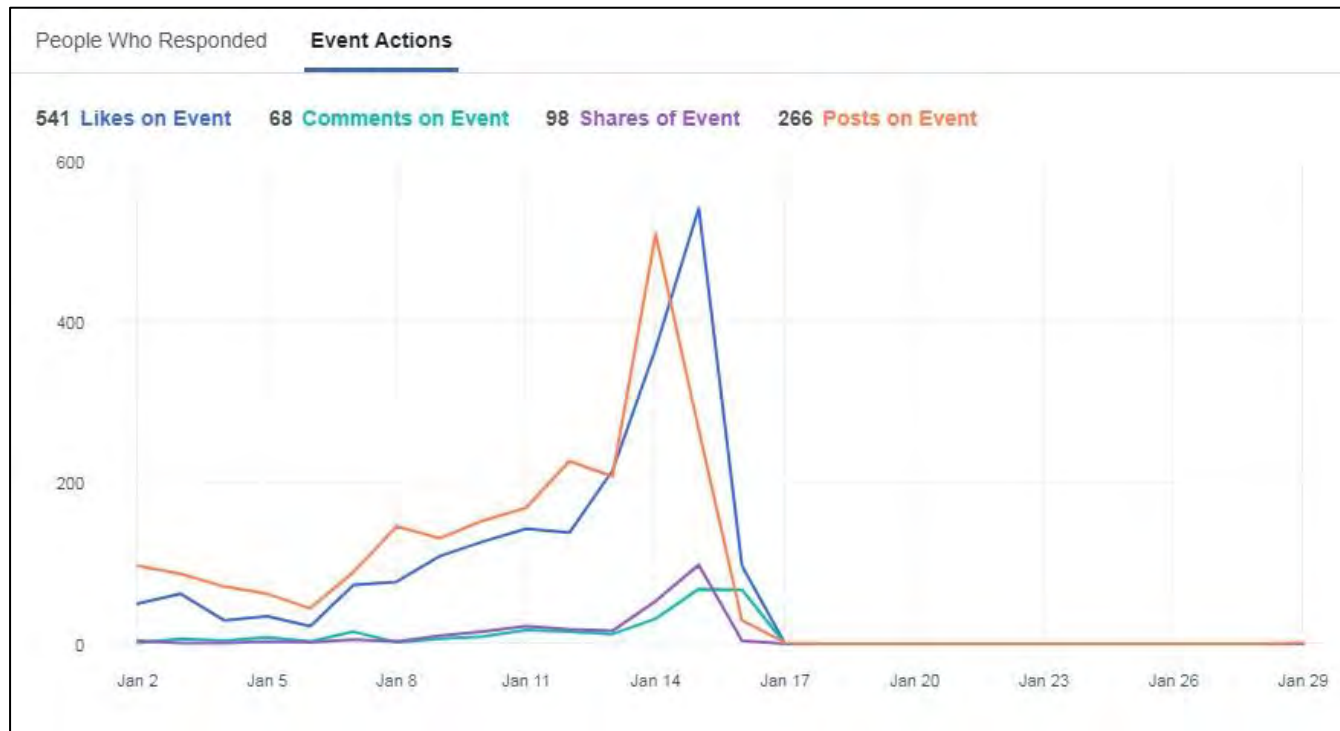 People Who Responded Event Actions
541 Likes on Event 68 Comments on Event 98 Shares of Event 266 Posts on Event
600
400
200
0
Jan 2 Jan 5 Jan 8 Jan 11 Jan 14 Jan 17 Jan 20 Jan 23 Jan 26 Jan 29